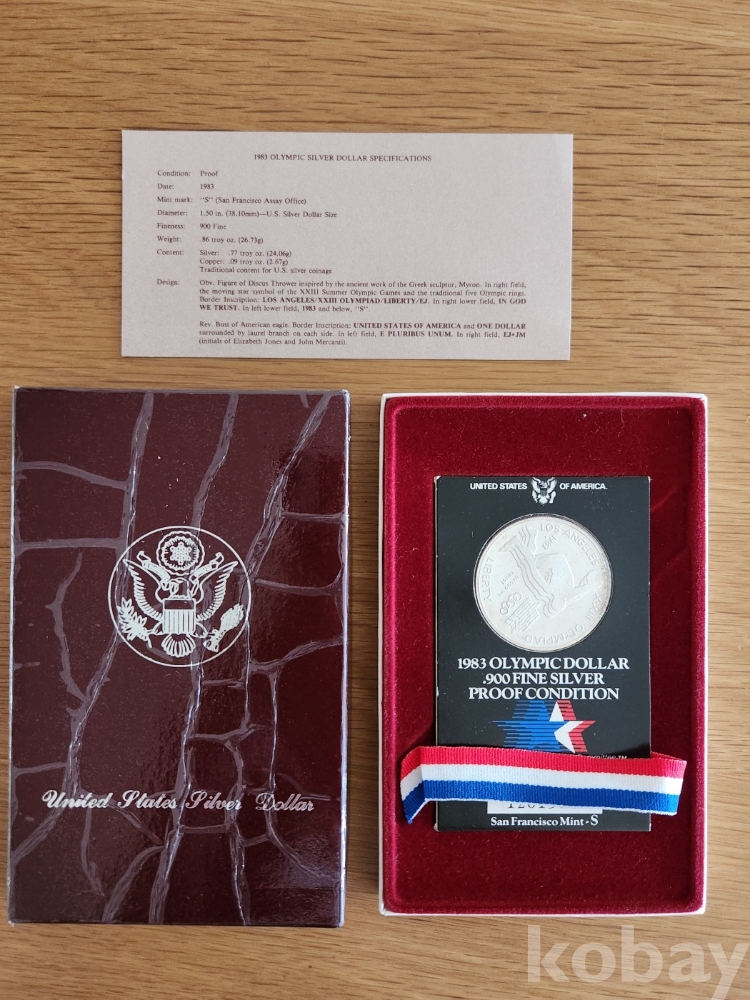 1983 OLYMPIC SILVER DOLLAR SPECIFICATIONS
Condition: Proof
Date: 1983
Mint mark: "S" (San Francisco Assay Office)
Diameter: 1.50 in. (38.10mm)—U.S. Silver Dollar Size
Fineness: 900 Fine
Weight: .86 troy oz. (26.73g)
Content: Silver: .77 troy oz. (24.06g)
Copper: .09 troy oz. (2.67g)
Traditional content for U.S. silver coinage
Design: Obv. Figure of Discus Thrower inspired by the ancient work of the Greek sculptor, Myron. In right field,
the moving star symbol of the XXIII Summer Olympic Games and the traditional five Olympic rings.
Border Inscription: LOS ANGELES/XXIII OLYMPIAD/LIBERTY/EJ. In right lower field, IN GOD
WE TRUST. In left lower field, 1983 and below, "S".
Rev. Bust of American eagle. Border Inscription: UNITED STATES OF AMERICA and ONE DOLLAR
surrounded by laurel branch on each side. In left field, E PLURIBUS UNUM. In right field, EJ•JM
(initials of Elizabeth Jones and John Mercanti).
United States Silver Dollar
UNITED STATES OF AMERICA.
LOS ANGELES
OLYMPIAD
LIBERTY
1983
1983 OLYMPIC DOLLAR
.900 FINE SILVER
PROOF CONDITION
San Francisco Mint - S
kobay